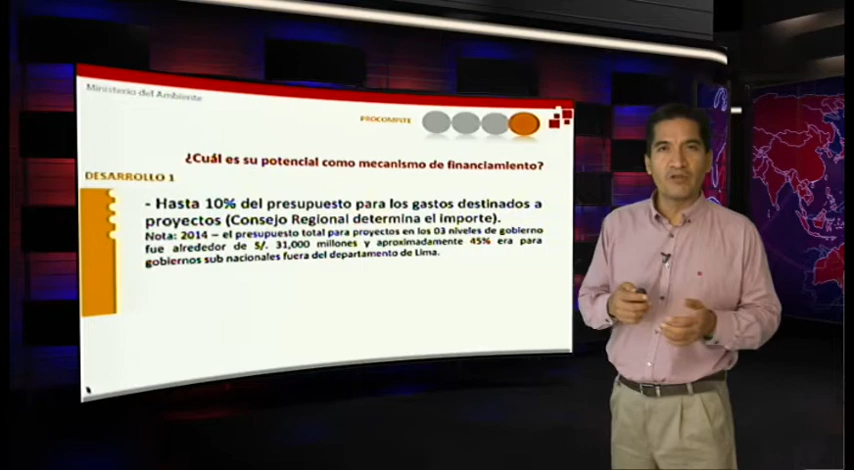 Ministerio del Ambiente
PROCOMPITE
¿Cuál es su potencial como mecanismo de financiamiento?
DESARROLLO 1
- Hasta 10% del presupuesto para los gastos destinados a
proyectos (Consejo Regional determina el importe).
Nota: 2014 – el presupuesto total para proyectos en los 03 niveles de gobierno
fue alrededor de S/. 31,000 millones y aproximadamente 45% era para
gobiernos sub nacionales fuera del departamento de Lima.